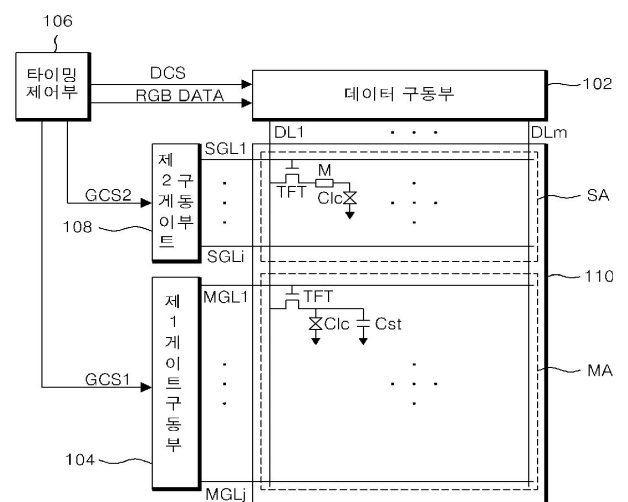 106
타이밍
제어부
DCS
RGB DATA
데이터 구동부
102
DL1
· · ·
DLm
SGL1
제2게이트
구동부
GCS2
108
TFT
M
Clc
SA
SGLi
110
MGL1
TFT
Clc
Cst
제1게이트구동부
GCS1
MA
104
MGLj